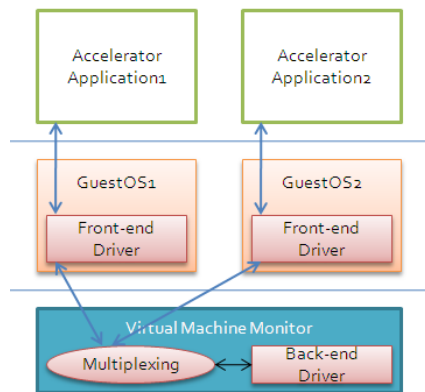 Accelerator
Application1
Accelerator
Application2
GuestOS1
GuestOS2
Front-end
Driver
Front-end
Driver
Virtual Machine Monitor
Multiplexing
Back-end
Driver